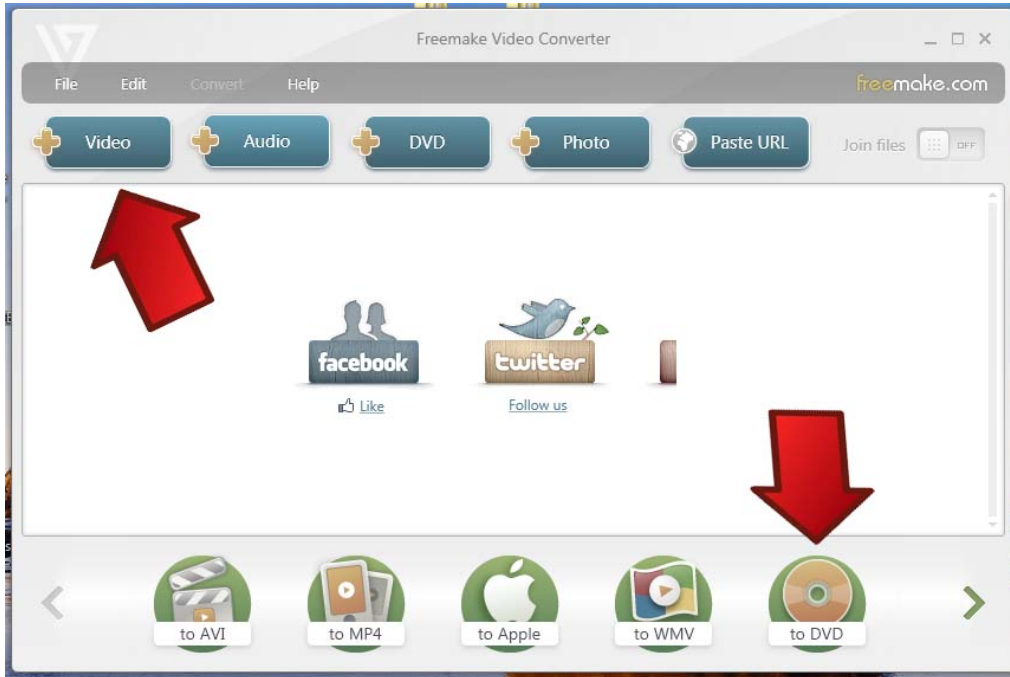 Freemake Video Converter
File Edit Convert Help freemake.com
Video Audio DVD Photo Paste URL Join files OFF
facebook twitter
Like Follow us
to AVI to MP4 to Apple to WMV to DVD